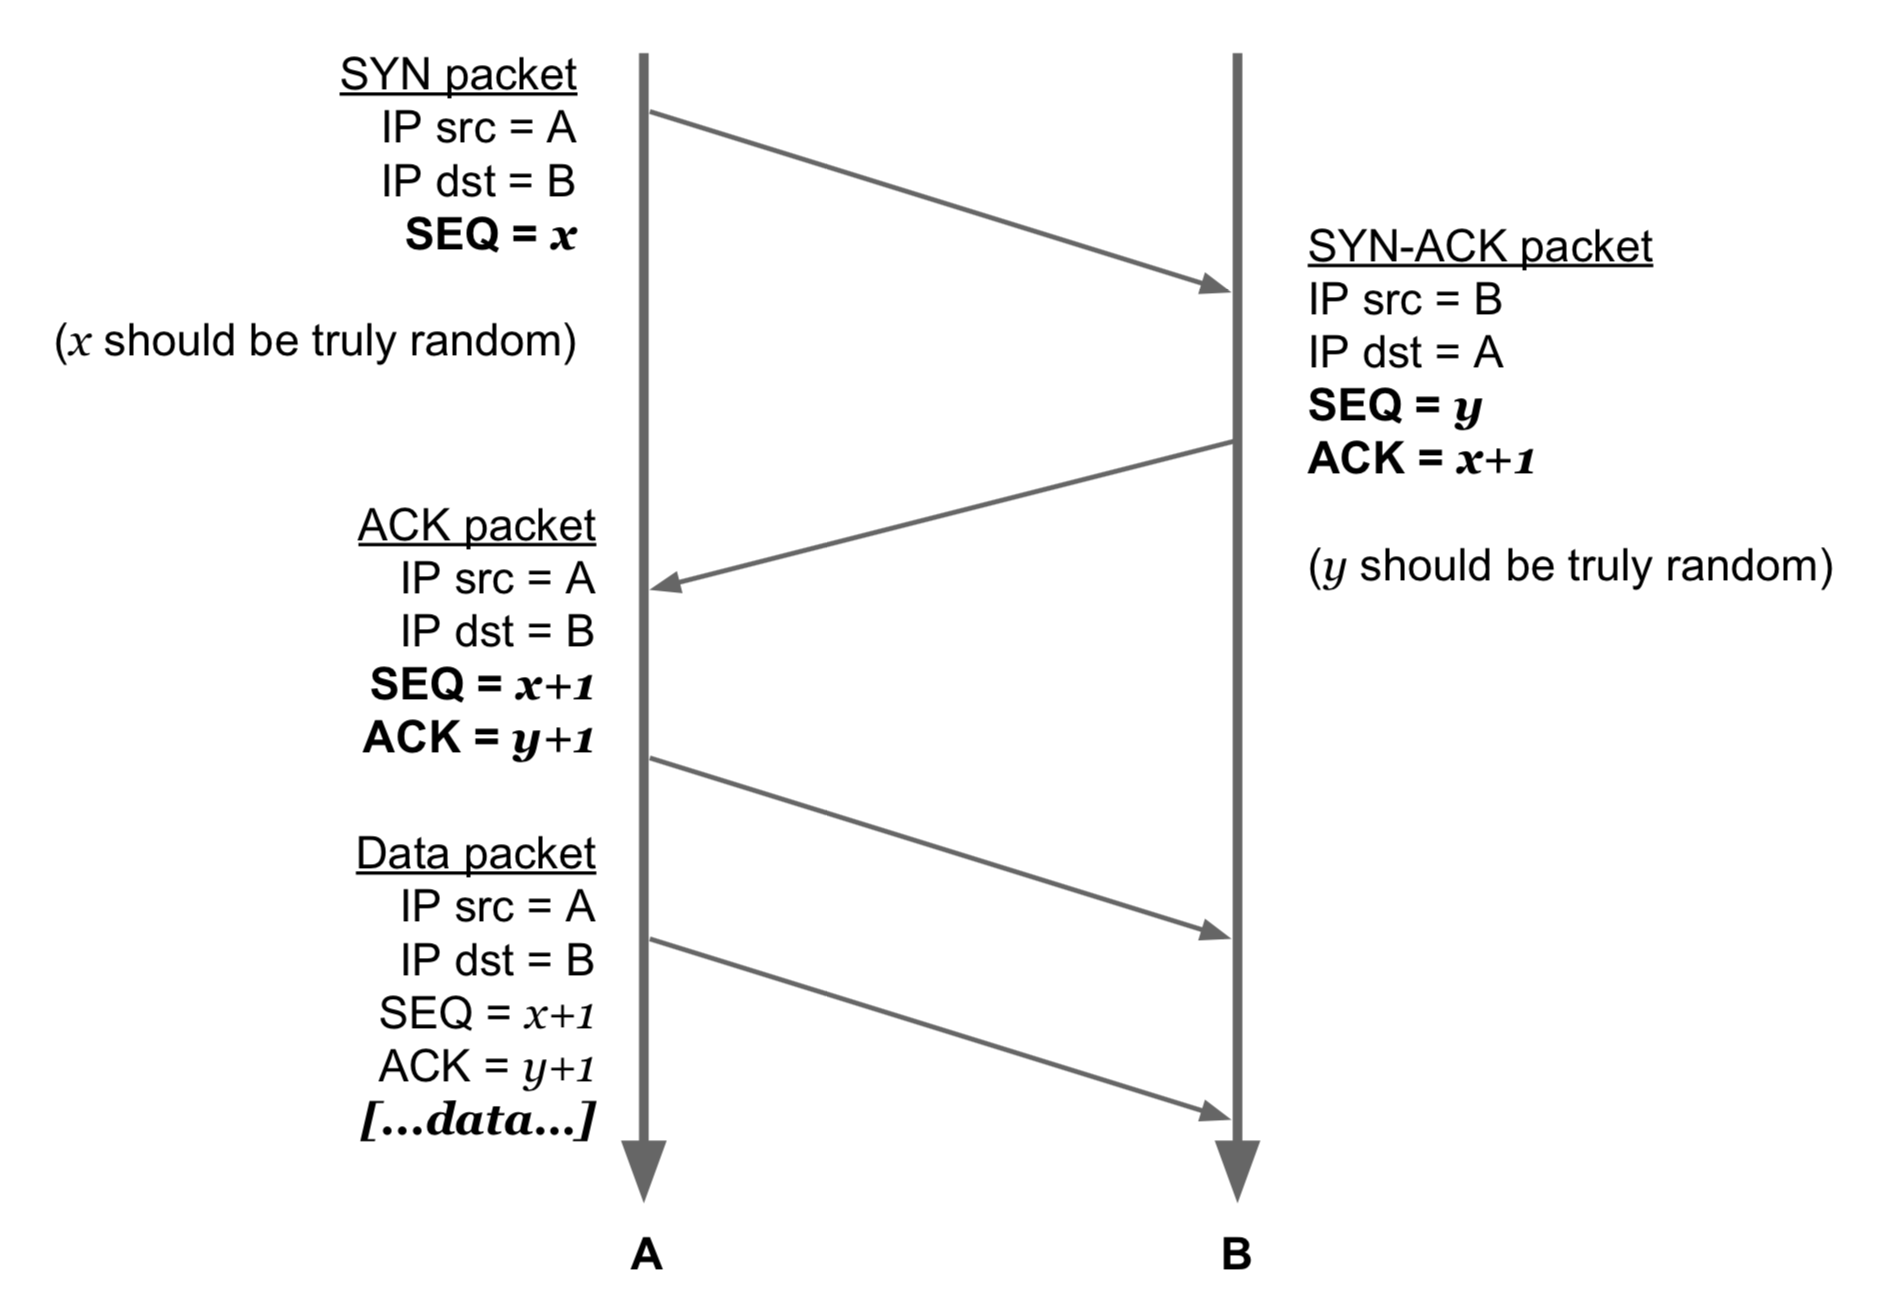 SYN packet
IP src = A
IP dst = B
SEQ = x
(x should be truly random)
SYN-ACK packet
IP src = B
IP dst = A
SEQ = y
ACK = x+1
(y should be truly random)
ACK packet
IP src = A
IP dst = B
SEQ = x+1
ACK = y+1
Data packet
IP src = A
IP dst = B
SEQ = x+1
ACK = y+1
[...data...]
A
B